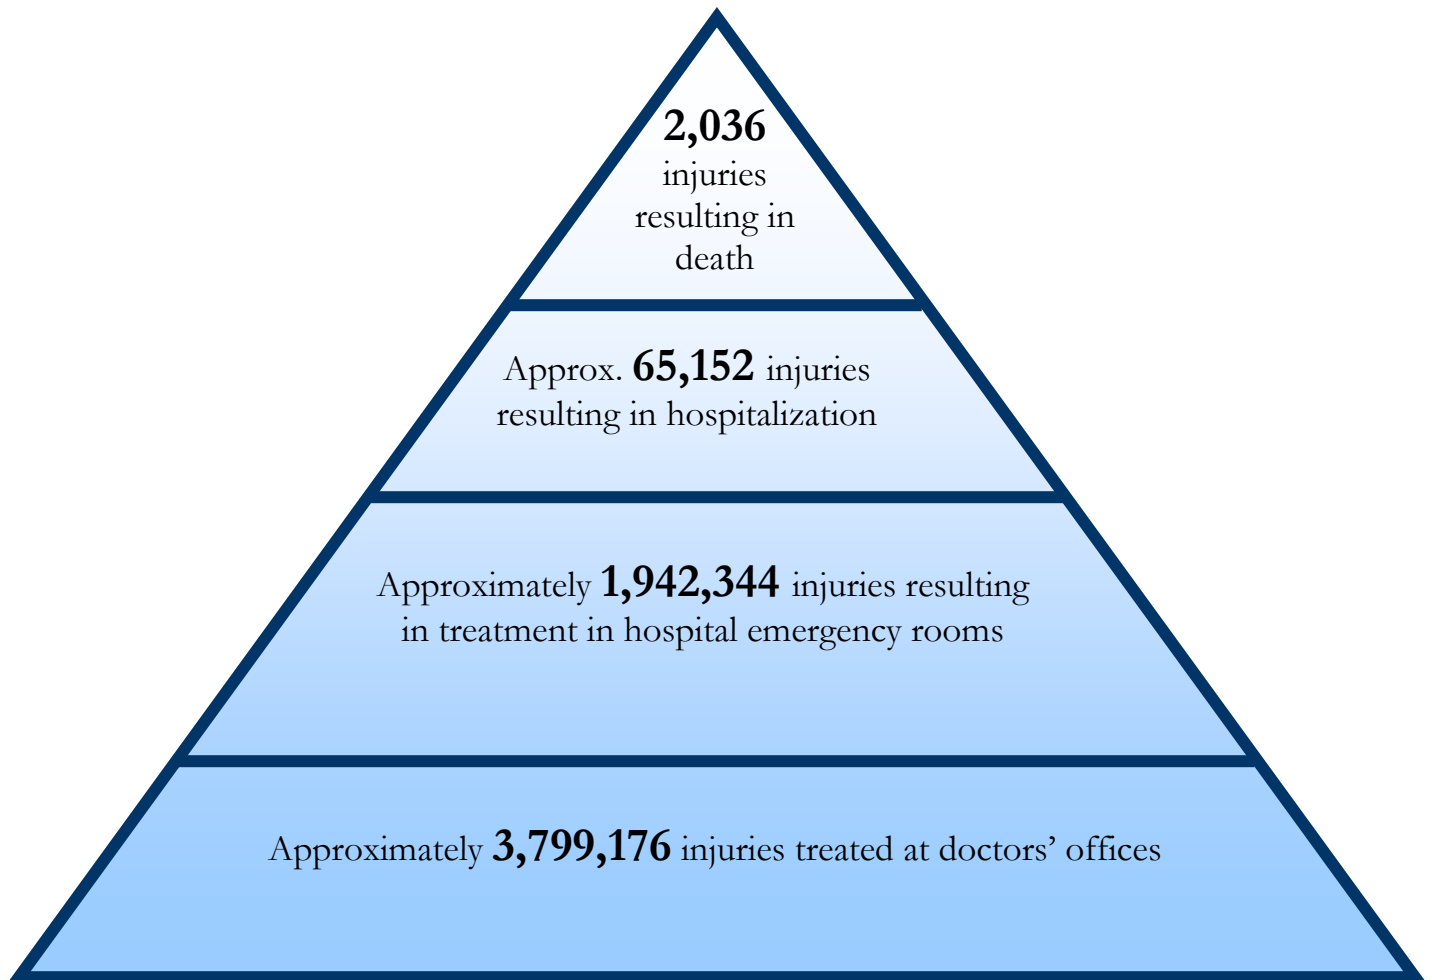 2,036
injuries
resulting in
death
Approx. 65,152 injuries
resulting in hospitalization
Approximately 1,942,344 injuries resulting
in treatment in hospital emergency rooms
Approximately 3,799,176 injuries treated at doctors’ offices